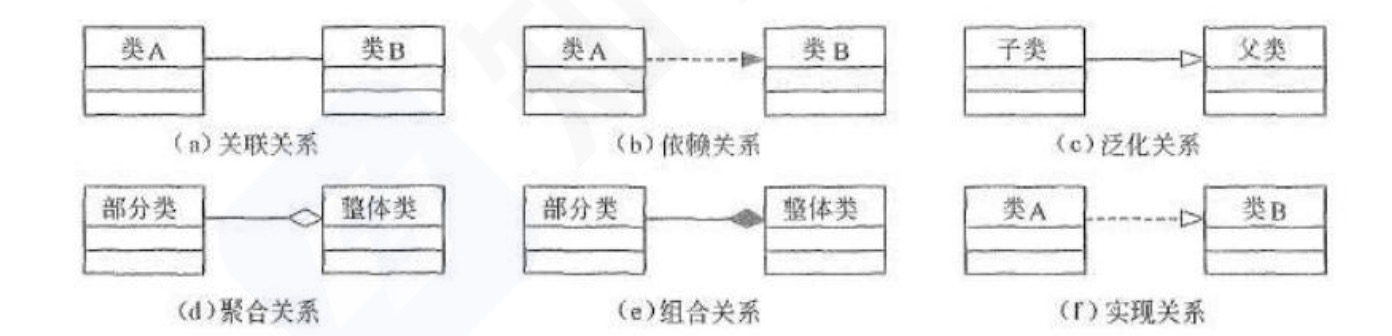 类A 类B 类A 类B 子类 父类
(a)关联关系 (b)依赖关系 (c)泛化关系
部分类 整体类 部分类 整体类 类A 类B
(d)聚合关系 (e)组合关系 (f)实现关系